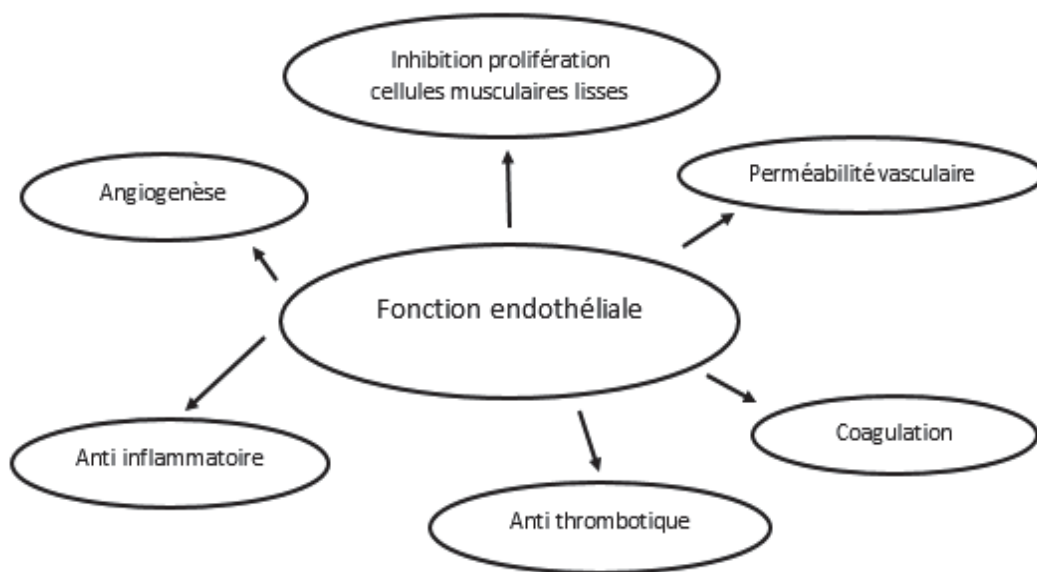 Inhibition prolifération
cellules musculaires lisses
Perméabilité vasculaire
Angiogenèse
Fonction endothéliale
Coagulation
Anti inflammatoire
Anti thrombotique